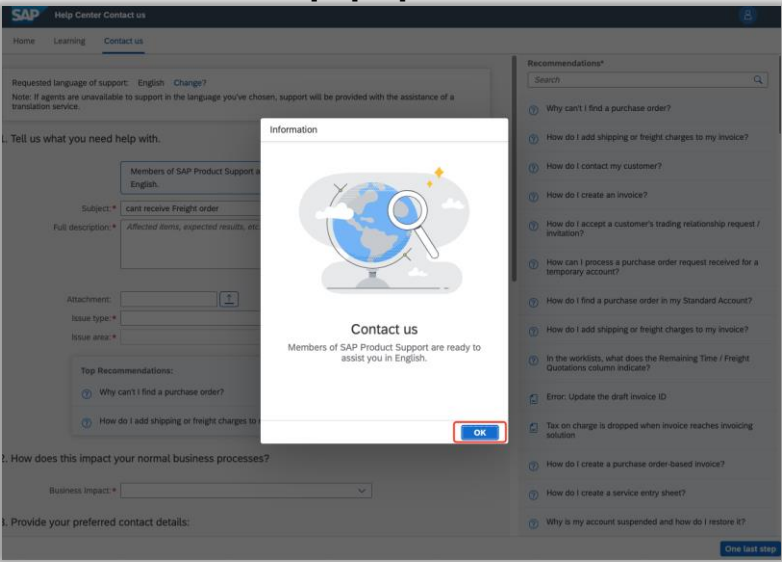 SAP Help Center Contact us
Home Learning Contact us
Requested language of support: English Change?
Note: If agents are unavailable to support in the language you've chosen, support will be provided with the assistance of a
translation service.
1. Tell us what you need help with.
Members of SAP Product Support a
English.
Subject:* cant receive Freight order
Full description:* Affected items, expected results, etc
Attachment:
Issue type:*
Issue area:*
Top Recommendations:
Why can't I find a purchase order?
How do I add shipping or freight charges to
2. How does this impact your normal business processes?
Business Impact:*
3. Provide your preferred contact details:
Information
Contact us
Members of SAP Product Support are ready to
assist you in English.
OK
Recommendations*
Search
Why can't I find a purchase order?
How do I add shipping or freight charges to my invoice?
How do I contact my customer?
How do I create an invoice?
How do I accept a customer's trading relationship request /
invitation?
How can I process a purchase order request received for a
temporary account?
How do I find a purchase order in my Standard Account?
How do I add shipping or freight charges to my invoice?
In the worklists, what does the Remaining Time / Freight
Quotations column indicate?
Error: Update the draft invoice ID
Tax on charge is dropped when invoice reaches invoicing
solution
How do I create a purchase order-based invoice?
How do I create a service entry sheet?
Why is my account suspended and how do I restore it?
One last step